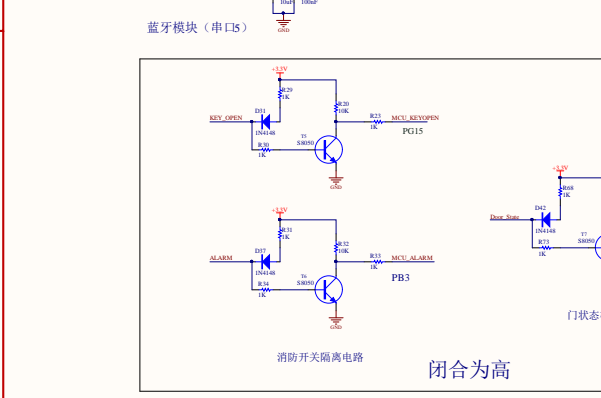 10uF 100nF
GND
蓝牙模块（串口5）
+3.3V
R29
1K
R20
10K
KEY_OPEN
D31
1N4148
R23
1K
MCU_KEYOPEN
PG15
R30
1K
T5
S8050
GND
+3.3V
R68
1K
Door_State
D42
1N4148
R73
1K
T7
S8050
+3.3V
R31
1K
R32
10K
ALARM
D37
1N4148
R33
1K
MCU_ALARM
PB3
R34
1K
T6
S8050
GND
门状态
消防开关隔离电路
闭合为高